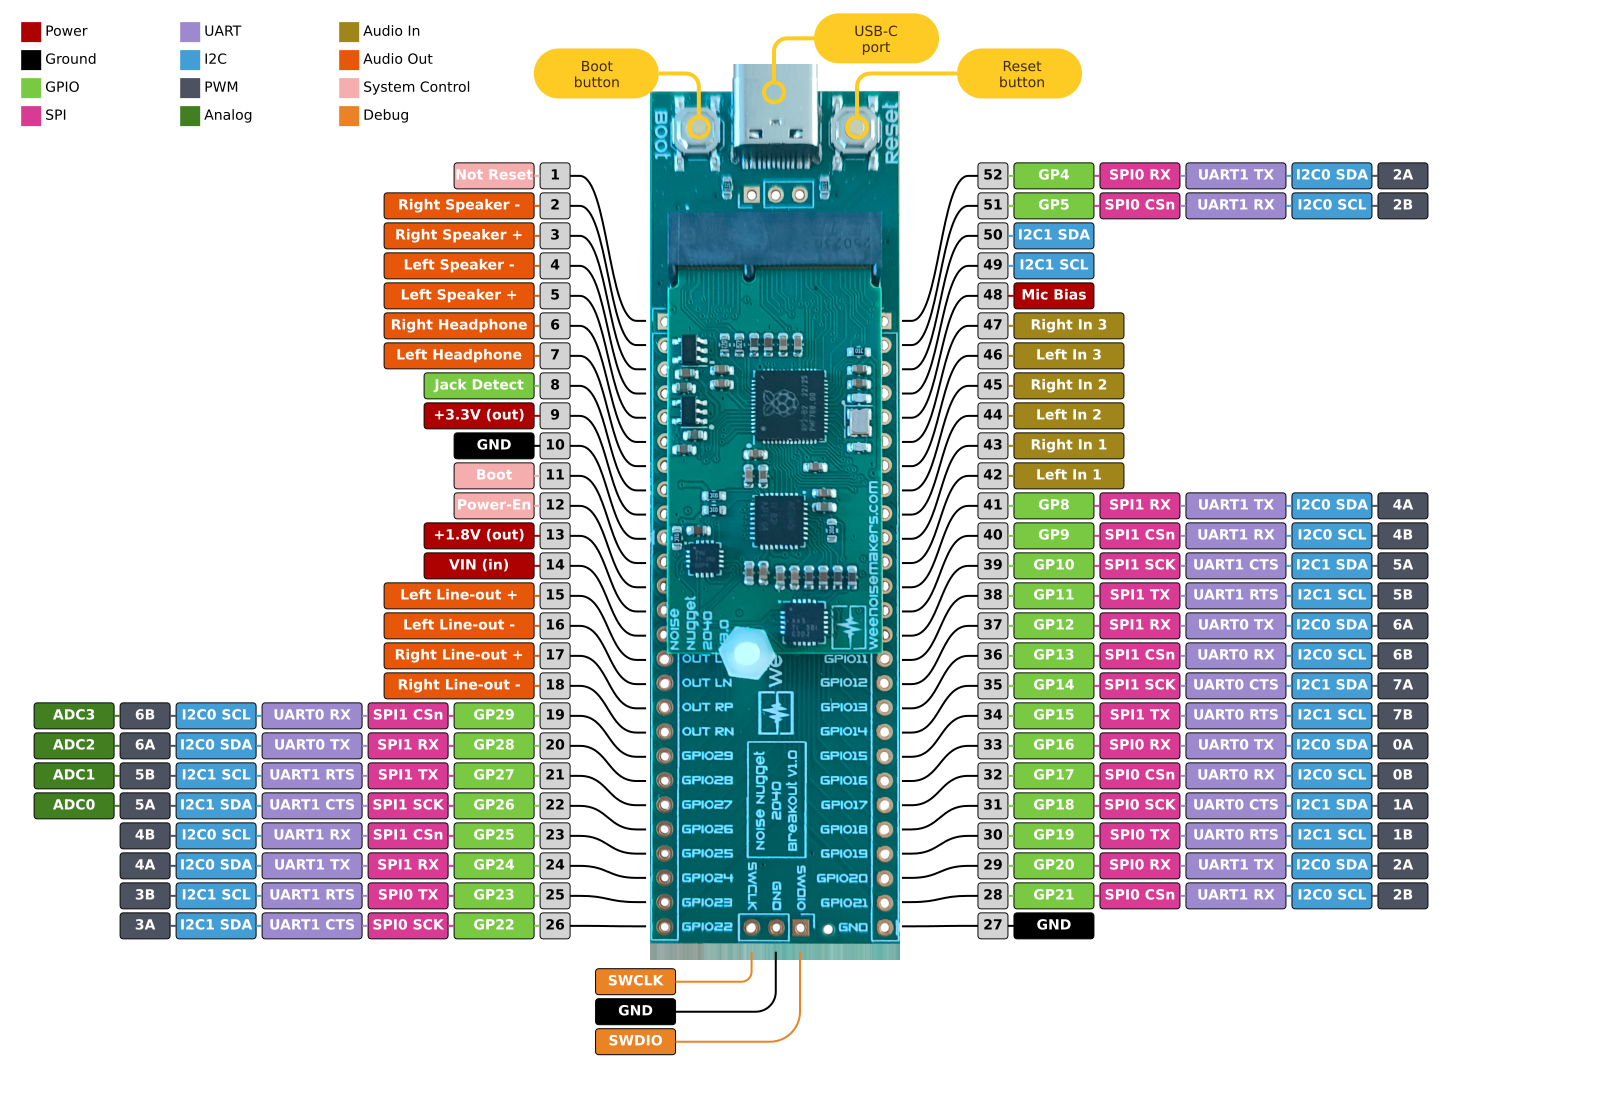 Power
Ground
GPIO
SPI
UART
I2C
PWM
Analog
Audio In
Audio Out
System Control
Debug
Boot
button
USB-C
port
Reset
button
Boot
Reset
Not Reset 1
Right Speaker - 2
Right Speaker + 3
Left Speaker - 4
Left Speaker + 5
Right Headphone 6
Left Headphone 7
Jack Detect 8
+3.3V (out) 9
GND 10
Boot 11
Power-En 12
+1.8V (out) 13
VIN (in) 14
Left Line-out + 15
Left Line-out - 16
Right Line-out + 17
Right Line-out - 18
ADC3 6B I2C0 SCL UART0 RX SPI1 CSn GP29 19
ADC2 6A I2C0 SDA UART0 TX SPI1 RX GP28 20
ADC1 5B I2C1 SCL UART1 RTS SPI1 TX GP27 21
ADC0 5A I2C1 SDA UART1 CTS SPI1 SCK GP26 22
4B I2C0 SCL UART1 RX SPI1 CSn GP25 23
4A I2C0 SDA UART1 TX SPI1 RX GP24 24
3B I2C1 SCL UART1 RTS SPI0 TX GP23 25
3A I2C1 SDA UART1 CTS SPI0 SCK GP22 26
52 GP4 SPI0 RX UART1 TX I2C0 SDA 2A
51 GP5 SPI0 CSn UART1 RX I2C0 SCL 2B
50 I2C1 SDA
49 I2C1 SCL
48 Mic Bias
47 Right In 3
46 Left In 3
45 Right In 2
44 Left In 2
43 Right In 1
42 Left In 1
41 GP8 SPI1 RX UART1 TX I2C0 SDA 4A
40 GP9 SPI1 CSn UART1 RX I2C0 SCL 4B
39 GP10 SPI1 SCK UART1 CTS I2C1 SDA 5A
38 GP11 SPI1 TX UART1 RTS I2C1 SCL 5B
37 GP12 SPI1 RX UART0 TX I2C0 SDA 6A
36 GP13 SPI1 CSn UART0 RX I2C0 SCL 6B
35 GP14 SPI1 SCK UART0 CTS I2C1 SDA 7A
34 GP15 SPI1 TX UART0 RTS I2C1 SCL 7B
33 GP16 SPI0 RX UART0 TX I2C0 SDA 0A
32 GP17 SPI0 CSn UART0 RX I2C0 SCL 0B
31 GP18 SPI0 SCK UART0 CTS I2C1 SDA 1A
30 GP19 SPI0 TX UART0 RTS I2C1 SCL 1B
29 GP20 SPI0 RX UART1 TX I2C0 SDA 2A
28 GP21 SPI0 CSn UART1 RX I2C0 SCL 2B
27 GND
weenoisemakers.com
Noise
Nugget
2040
OUT LN
OUT RP
OUT RN
GPIO29
GPIO28
GPIO27
GPIO26
GPIO25
GPIO24
GPIO23
GPIO22
GPIO11
GPIO12
GPIO13
GPIO14
GPIO15
GPIO16
GPIO17
GPIO18
GPIO19
GPIO20
GPIO21
GND
Noise Nugget
2040
Breakout V1.0
SWCLK
GND
SWDIO
SWCLK
GND
SWDIO